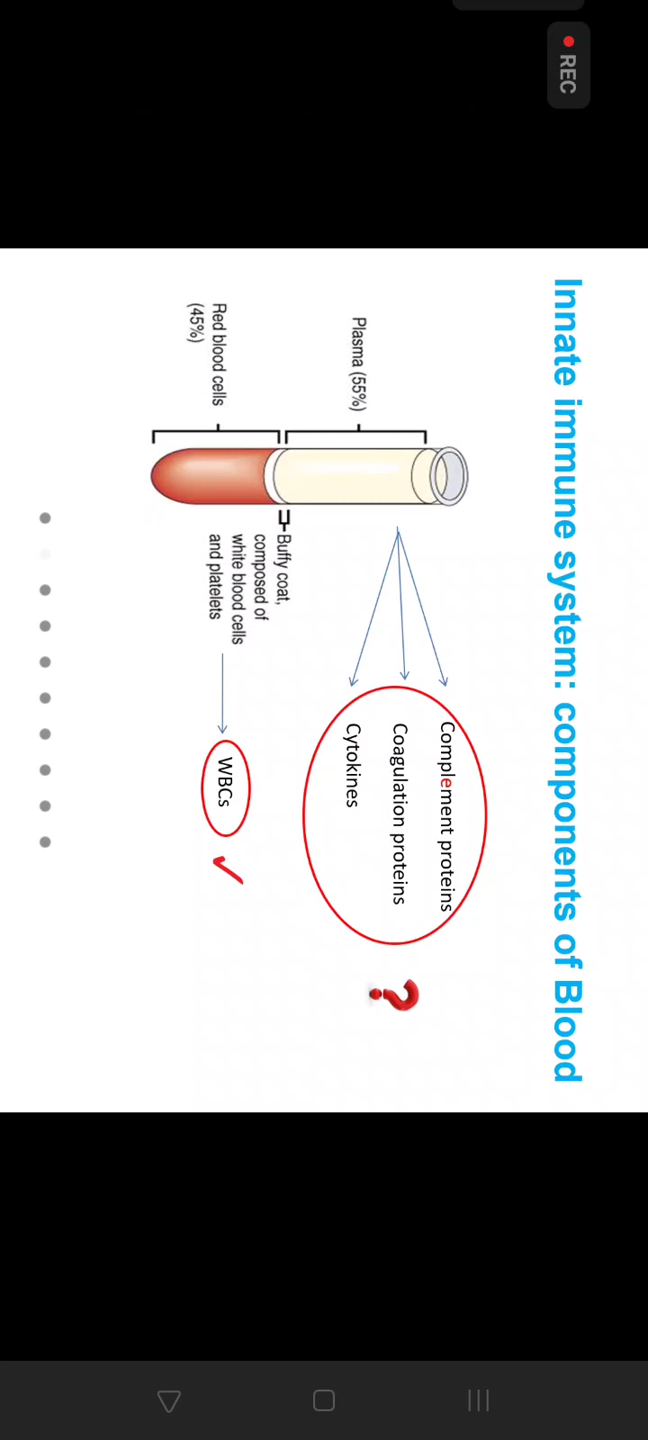 REC
Innate immune system: components of Blood
Plasma (55%)
Red blood cells
(45%)
Buffy coat,
composed of
white blood cells
and platelets
Complement proteins
Coagulation proteins
Cytokines
?
WBCs